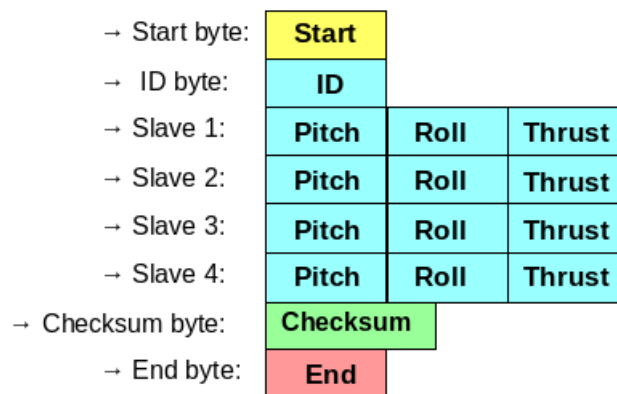 → Start byte: Start
→ ID byte: ID
→ Slave 1: Pitch Roll Thrust
→ Slave 2: Pitch Roll Thrust
→ Slave 3: Pitch Roll Thrust
→ Slave 4: Pitch Roll Thrust
→ Checksum byte: Checksum
→ End byte: End